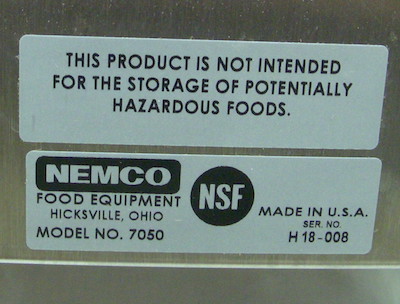 THIS PRODUCT IS NOT INTENDED
FOR THE STORAGE OF POTENTIALLY
HAZARDOUS FOODS.
NEMCO
FOOD EQUIPMENT
HICKSVILLE, OHIO
MODEL NO. 7050
NSF
MADE IN U.S.A.
SER. NO.
H18-008